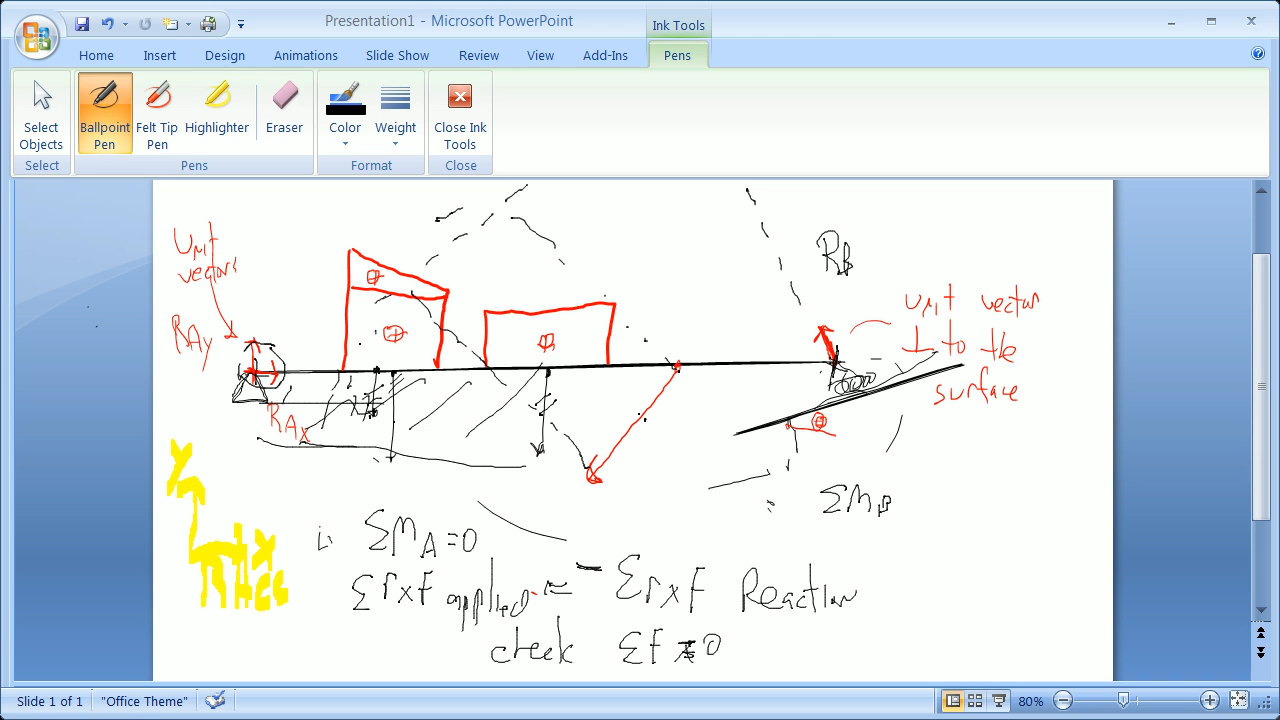 Presentation1 - Microsoft PowerPoint
Ink Tools
Home Insert Design Animations Slide Show Review View Add-Ins Pens
Select Objects
Ballpoint Pen
Felt Tip Pen
Highlighter
Eraser
Color
Weight
Close Ink Tools
Select Pens Format Close
Unit
vectors
RAy
RAx
RB
unit vector
⊥ to the
surface
ΣMB
ΣMA=0
Σr×F applied = -Σr×F Reaction
check ΣF=0
Slide 1 of 1 "Office Theme" 80%